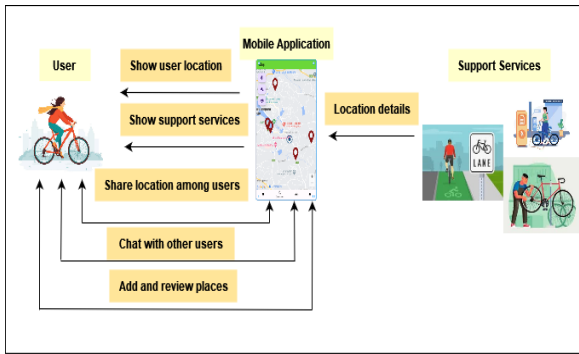 Mobile Application
User
Show user location
Support Services
Location details
Show support services
LANE
Share location among users
Chat with other users
Add and review places